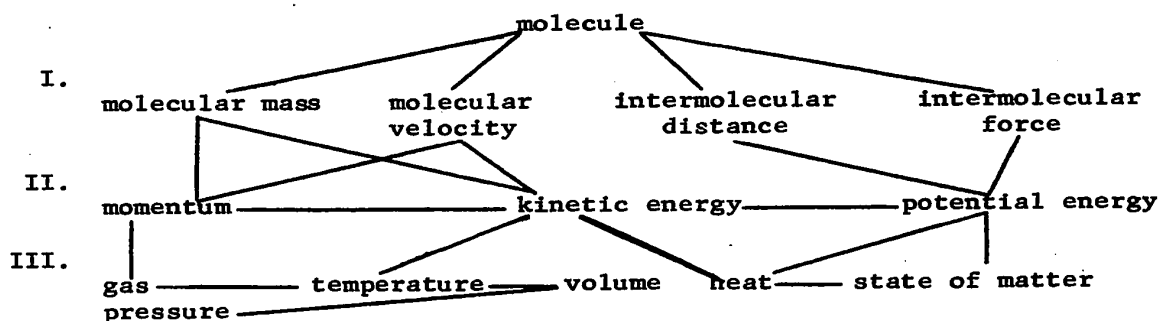 molecule
I.
molecular mass molecular intermolecular intermolecular
velocity distance force
II.
momentum kinetic energy potential energy
III.
gas temperature volume heat state of matter
pressure